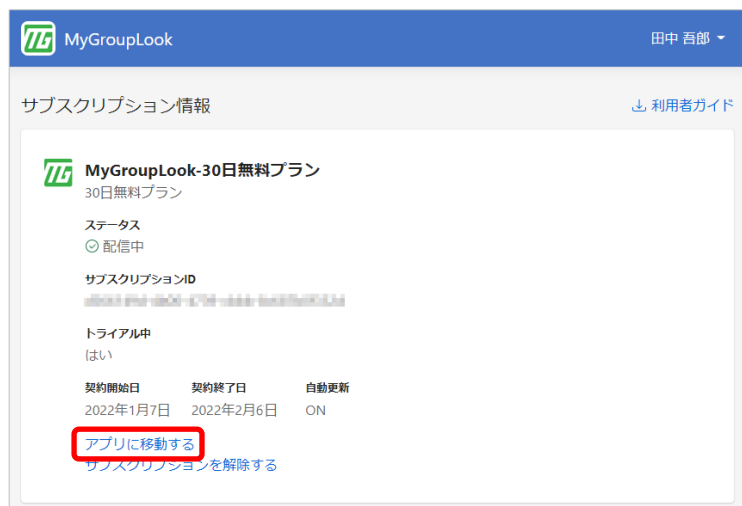 MyGroupLook
田中 吾郎
サブスクリプション情報
利用者ガイド
MyGroupLook-30日無料プラン
30日無料プラン
ステータス
配信中
サブスクリプションID
トライアル中
はい
契約開始日 契約終了日 自動更新
2022年1月7日 2022年2月6日 ON
アプリに移動する
サブスクリプションを解除する